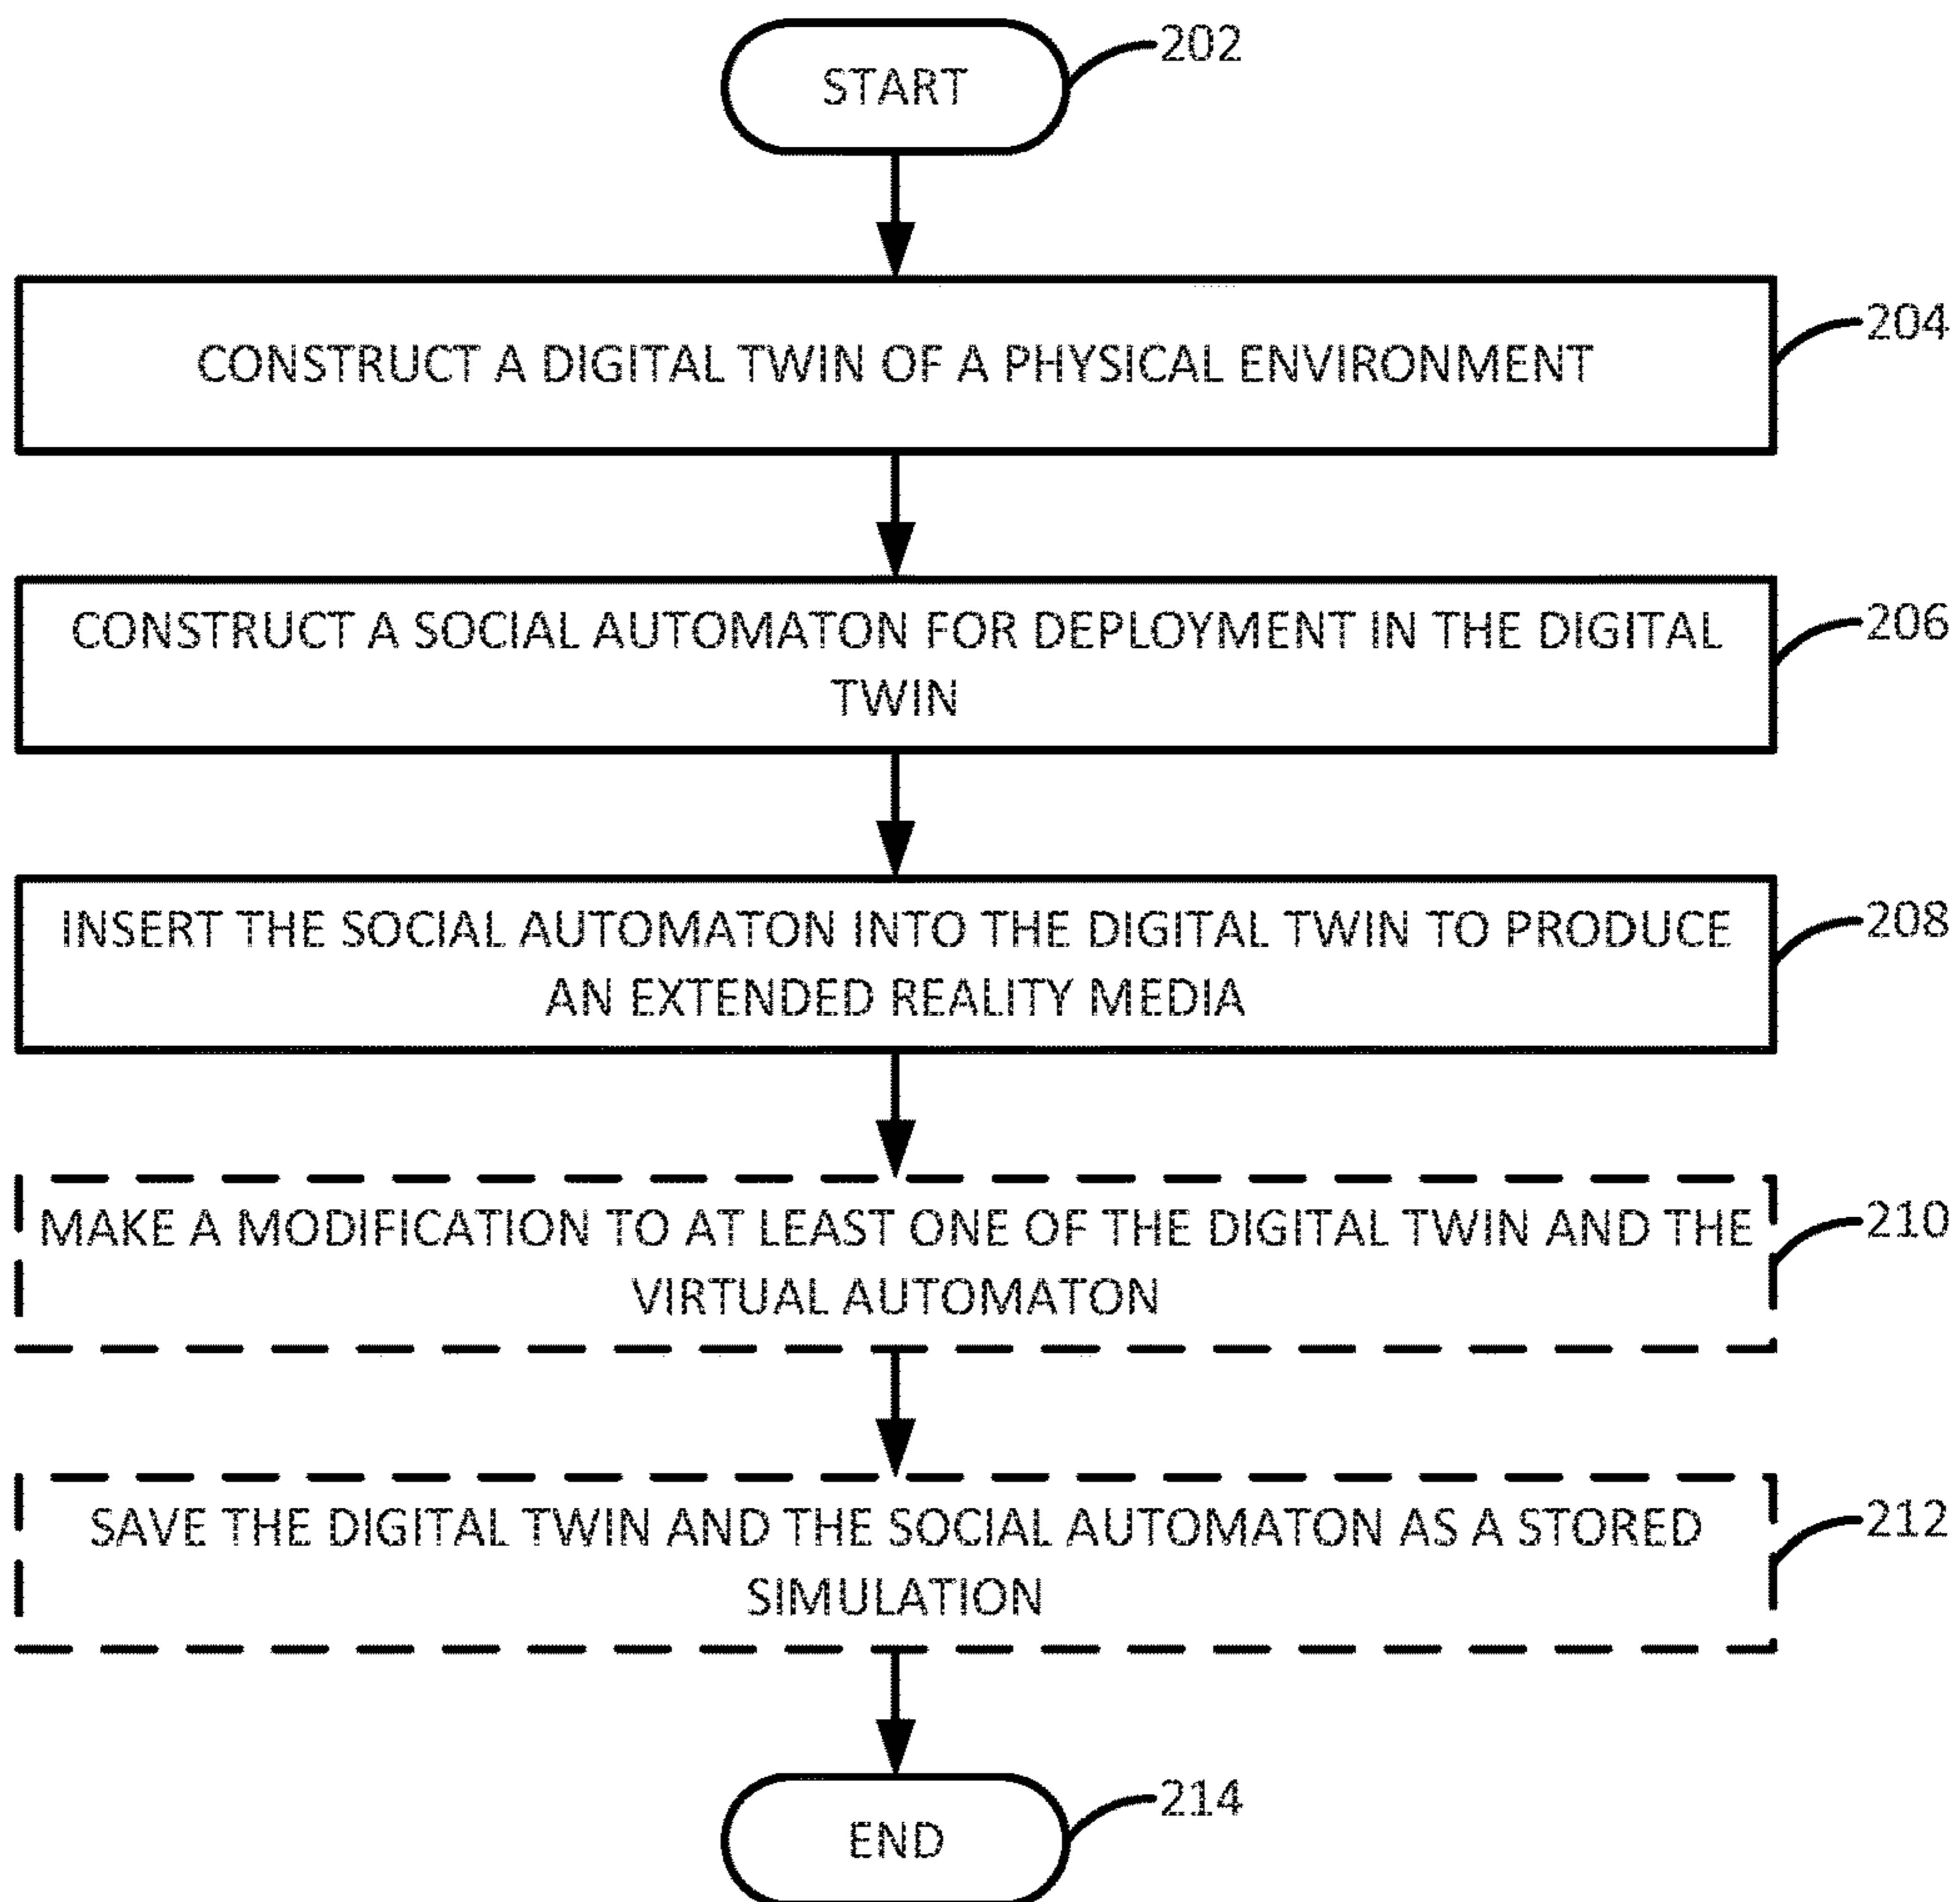 START
202
CONSTRUCT A DIGITAL TWIN OF A PHYSICAL ENVIRONMENT
204
CONSTRUCT A SOCIAL AUTOMATON FOR DEPLOYMENT IN THE DIGITAL
TWIN
206
INSERT THE SOCIAL AUTOMATON INTO THE DIGITAL TWIN TO PRODUCE
AN EXTENDED REALITY MEDIA
208
MAKE A MODIFICATION TO AT LEAST ONE OF THE DIGITAL TWIN AND THE
VIRTUAL AUTOMATON
210
SAVE THE DIGITAL TWIN AND THE SOCIAL AUTOMATON AS A STORED
SIMULATION
212
END
214